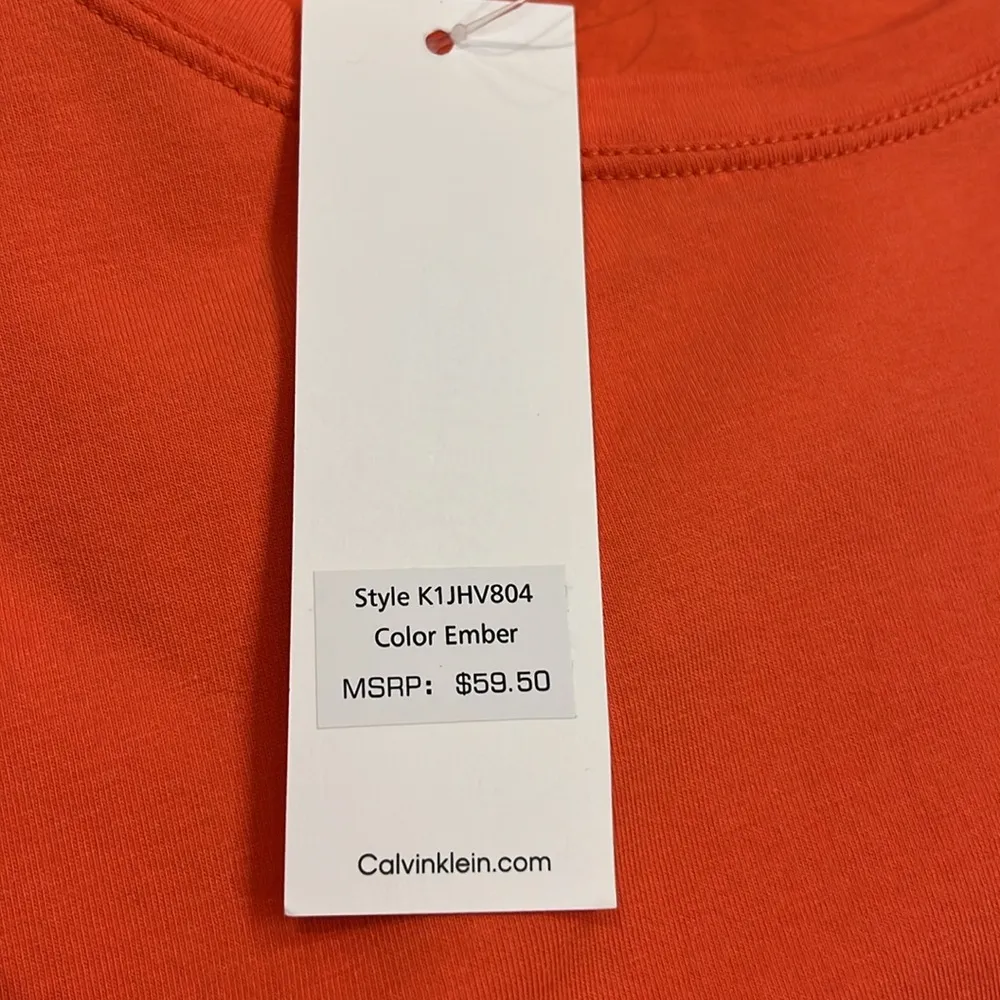 Style K1JHV804
Color Ember
MSRP: $59.50
Calvinklein.com